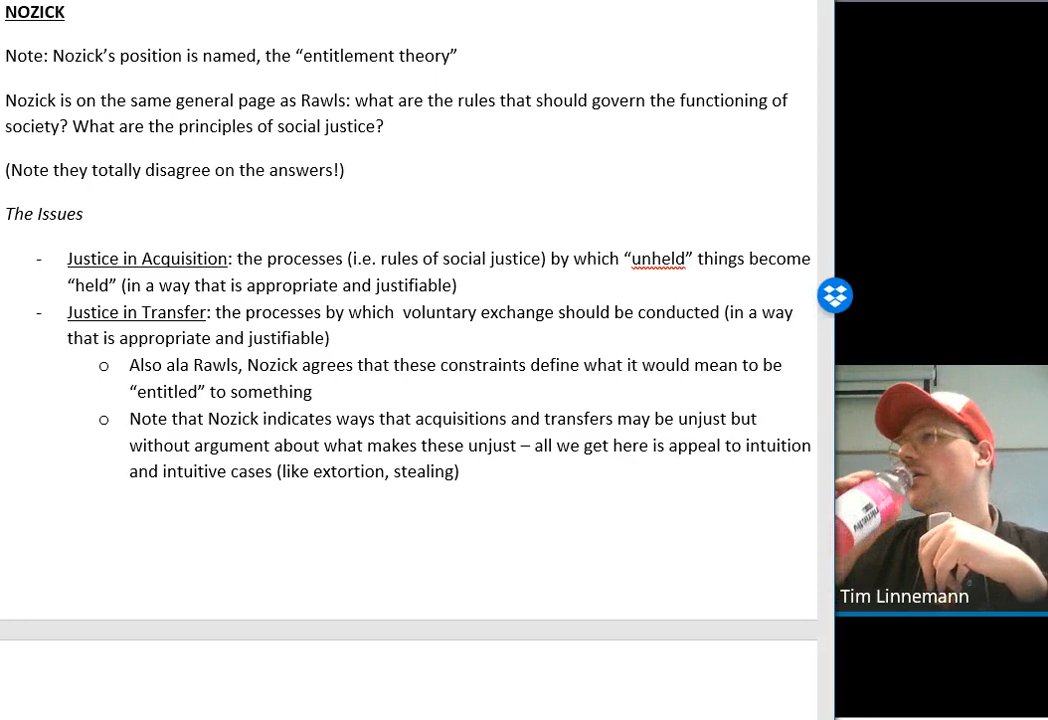 NOZICK
Note: Nozick’s position is named, the “entitlement theory”
Nozick is on the same general page as Rawls: what are the rules that should govern the functioning of
society? What are the principles of social justice?
(Note they totally disagree on the answers!)
The Issues
- Justice in Acquisition: the processes (i.e. rules of social justice) by which “unheld” things become
“held” (in a way that is appropriate and justifiable)
- Justice in Transfer: the processes by which  voluntary exchange should be conducted (in a way
that is appropriate and justifiable)
o Also ala Rawls, Nozick agrees that these constraints define what it would mean to be
“entitled” to something
o Note that Nozick indicates ways that acquisitions and transfers may be unjust but
without argument about what makes these unjust – all we get here is appeal to intuition
and intuitive cases (like extortion, stealing)
Tim Linnemann